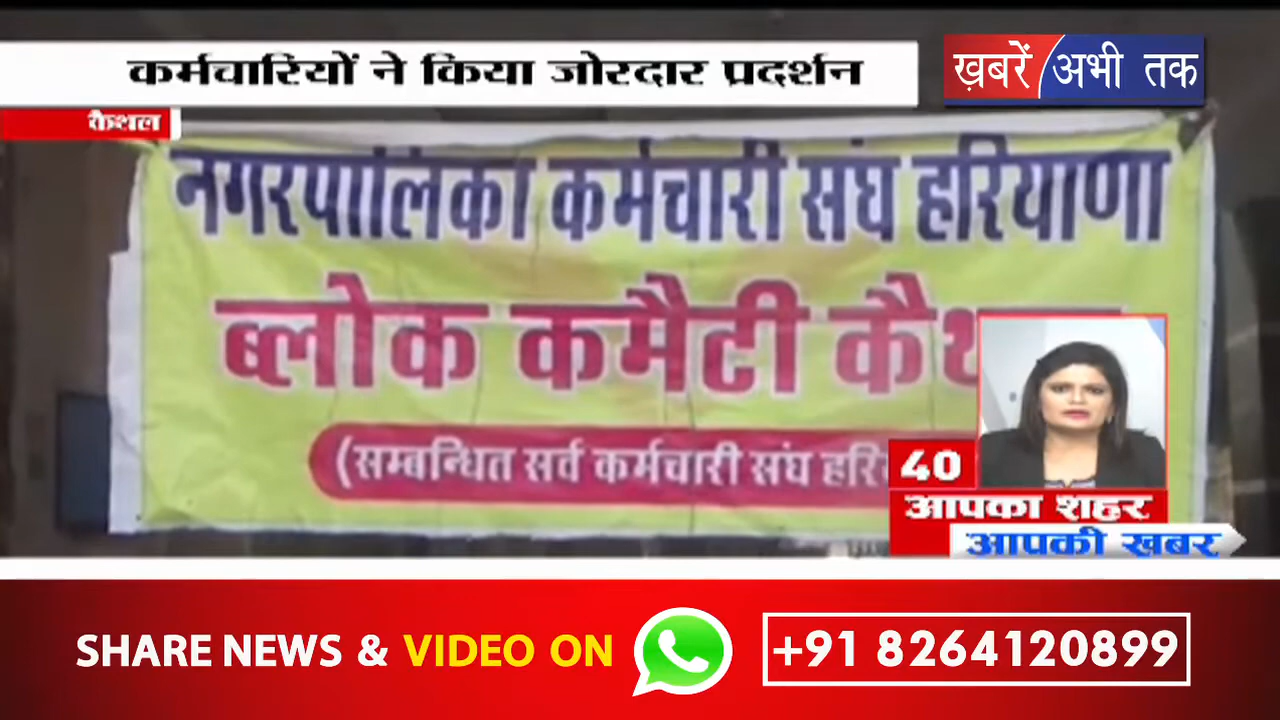 कर्मचारियों ने किया जोरदार प्रदर्शन
ख़बरें अभी तक
कैथल
नगरपालिका कर्मचारी संघ हरियाणा
ब्लोक कमैटी
(सम्बन्धित सर्व कर्मचारी संघ
40
आपका शहर
आपकी खबर
SHARE NEWS & VIDEO ON
+91 8264120899